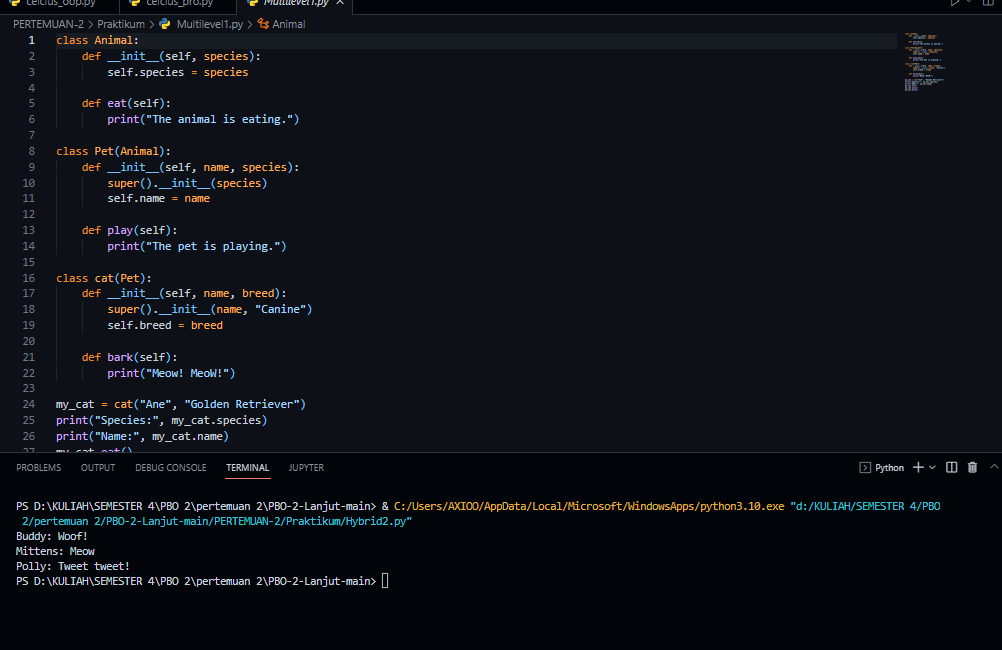 celcius_oop.py celcius_pro.py Multilevel1.py
PERTEMUAN-2 > Praktikum > Multilevel1.py > Animal
1 class Animal:
2 def __init__(self, species):
3 self.species = species
4
5 def eat(self):
6 print("The animal is eating.")
7
8 class Pet(Animal):
9 def __init__(self, name, species):
10 super().__init__(species)
11 self.name = name
12
13 def play(self):
14 print("The pet is playing.")
15
16 class cat(Pet):
17 def __init__(self, name, breed):
18 super().__init__(name, "Canine")
19 self.breed = breed
20
21 def bark(self):
22 print("Meow! MeoW!")
23
24 my_cat = cat("Ane", "Golden Retriever")
25 print("Species:", my_cat.species)
26 print("Name:", my_cat.name)
27 my_cat.eat()
PROBLEMS OUTPUT DEBUG CONSOLE TERMINAL JUPYTER Python
PS D:\KULIAH\SEMESTER 4\PBO 2\pertemuan 2\PBO-2-Lanjut-main> & C:/Users/AXIOO/AppData/Local/Microsoft/WindowsApps/python3.10.exe "d:/KULIAH/SEMESTER 4/PBO
2/pertemuan 2/PBO-2-Lanjut-main/PERTEMUAN-2/Praktikum/Hybrid2.py"
Buddy: Woof!
Mittens: Meow
Polly: Tweet tweet!
PS D:\KULIAH\SEMESTER 4\PBO 2\pertemuan 2\PBO-2-Lanjut-main>